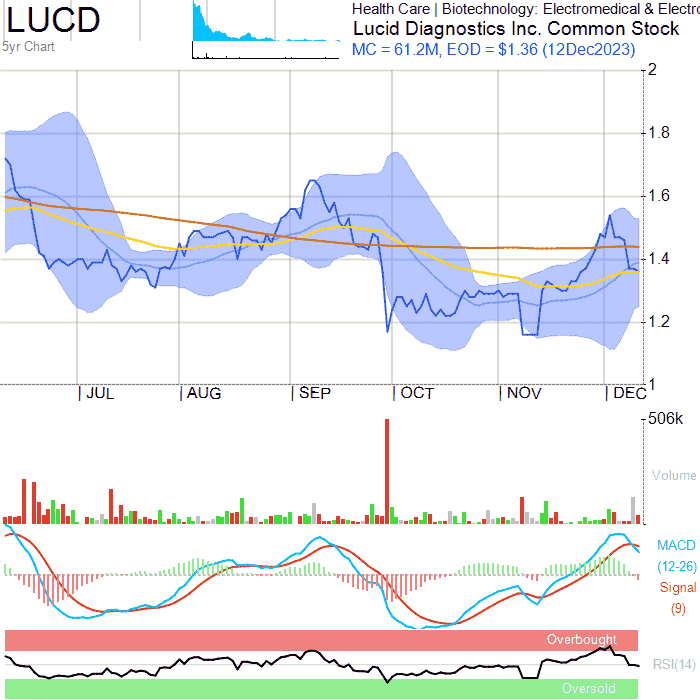 LUCD
5yr Chart
Health Care | Biotechnology: Electromedical & Electro
Lucid Diagnostics Inc. Common Stock
MC = 61.2M, EOD = $1.36 (12Dec2023)
2
1.8
1.6
1.4
1.2
1
| JUL | AUG | SEP | OCT | NOV | DEC
506k
Volume
MACD
(12-26)
Signal
(9)
Overbought
RSI(14)
Oversold